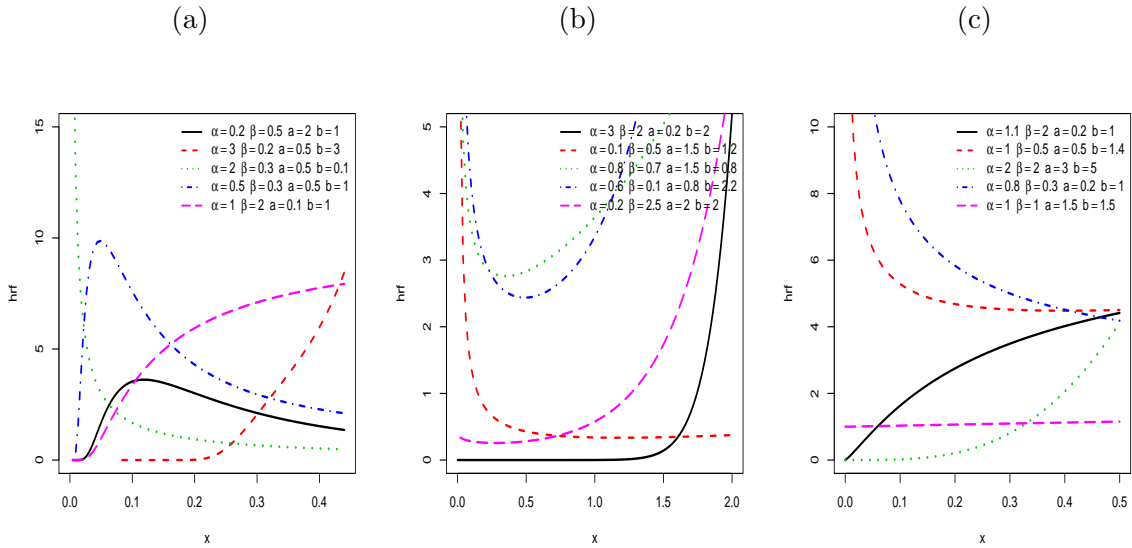 (a)
(b)
(c)
hrf
15
10
5
0
α=0.2 β=0.5 a=2 b=1
α=3 β=0.2 a=0.5 b=3
α=2 β=0.3 a=0.5 b=0.1
α=0.5 β=0.3 a=0.5 b=1
α=1 β=2 a=0.1 b=1
0.0 0.1 0.2 0.3 0.4
x
hrf
5
4
3
2
1
0
α=3 β=2 a=0.2 b=2
α=0.1 β=0.5 a=1.5 b=1.2
α=0.8 β=0.7 a=1.5 b=0.8
α=0.6 β=0.1 a=0.8 b=2.2
α=0.2 β=2.5 a=2 b=2
0.0 0.5 1.0 1.5 2.0
x
hrf
10
8
6
4
2
0
α=1.1 β=2 a=0.2 b=1
α=1 β=0.5 a=0.5 b=1.4
α=2 β=2 a=3 b=5
α=0.8 β=0.3 a=0.2 b=1
α=1 β=1 a=1.5 b=1.5
0.0 0.1 0.2 0.3 0.4 0.5
x